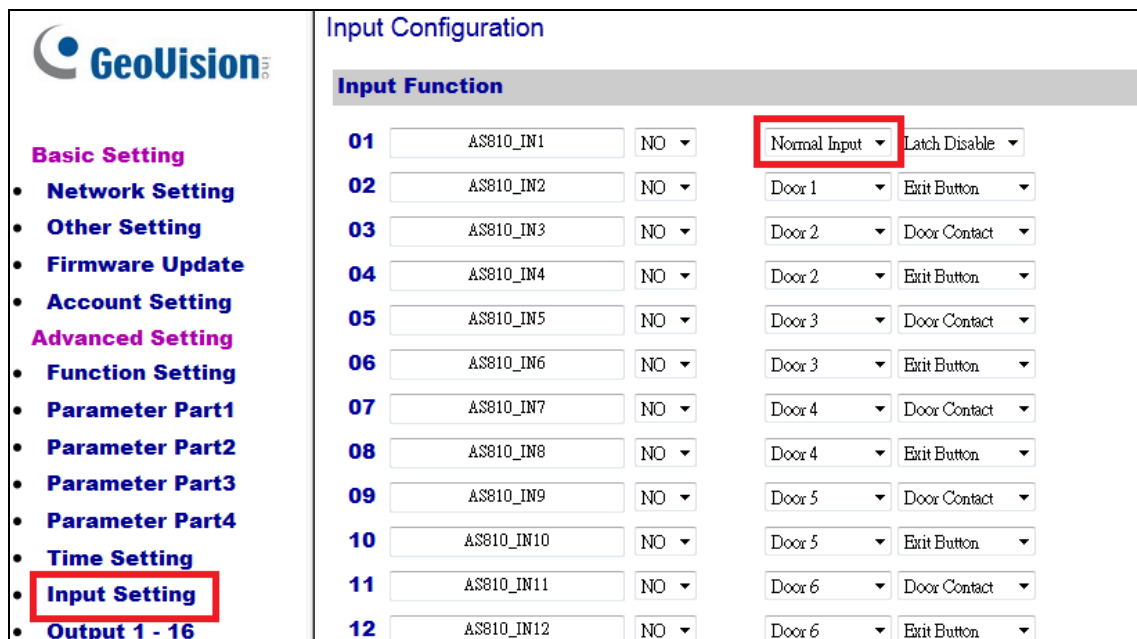 GeoVision inc
Basic Setting
Network Setting
Other Setting
Firmware Update
Account Setting
Advanced Setting
Function Setting
Parameter Part1
Parameter Part2
Parameter Part3
Parameter Part4
Time Setting
Input Setting
Output 1 - 16
Input Configuration
Input Function
01 AS810_IN1 NO Normal Input Latch Disable
02 AS810_IN2 NO Door 1 Exit Button
03 AS810_IN3 NO Door 2 Door Contact
04 AS810_IN4 NO Door 2 Exit Button
05 AS810_IN5 NO Door 3 Door Contact
06 AS810_IN6 NO Door 3 Exit Button
07 AS810_IN7 NO Door 4 Door Contact
08 AS810_IN8 NO Door 4 Exit Button
09 AS810_IN9 NO Door 5 Door Contact
10 AS810_IN10 NO Door 5 Exit Button
11 AS810_IN11 NO Door 6 Door Contact
12 AS810_IN12 NO Door 6 Exit Button